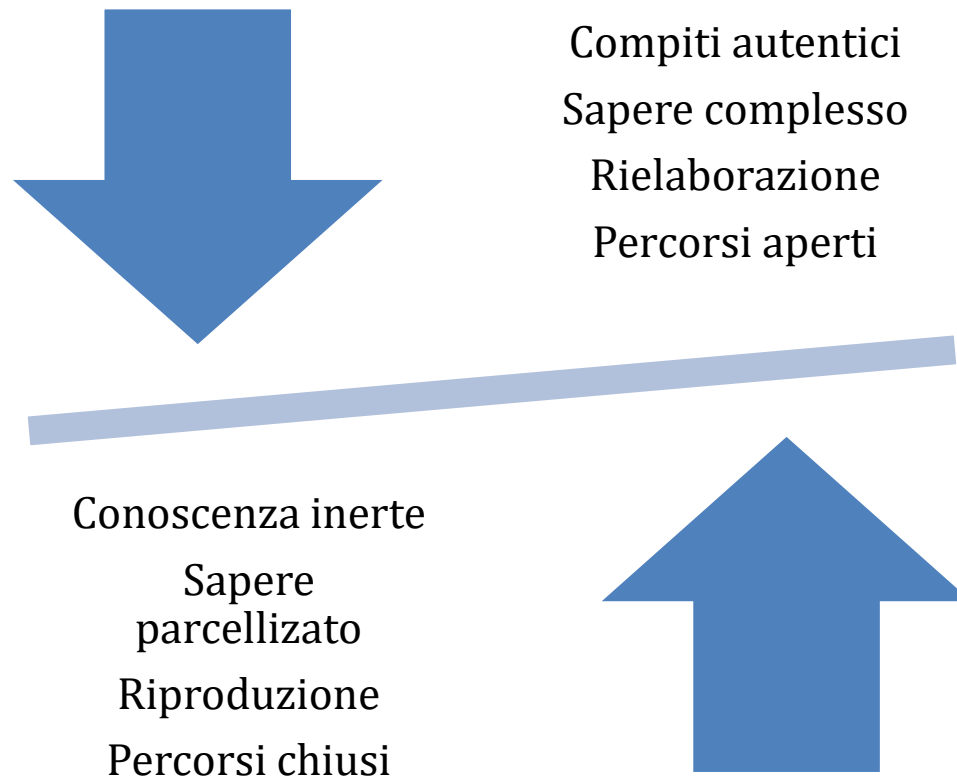 Compiti autentici
Sapere complesso
Rielaborazione
Percorsi aperti
Conoscenza inerte
Sapere
parcellizato
Riproduzione
Percorsi chiusi